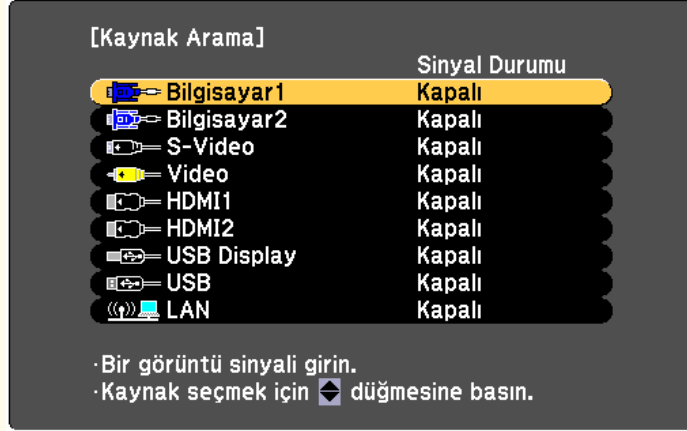 [Kaynak Arama]
Sinyal Durumu
Bilgisayar1 Kapalı
Bilgisayar2 Kapalı
S-Video Kapalı
Video Kapalı
HDMI1 Kapalı
HDMI2 Kapalı
USB Display Kapalı
USB Kapalı
LAN Kapalı
·Bir görüntü sinyali girin.
·Kaynak seçmek için düğmesine basın.